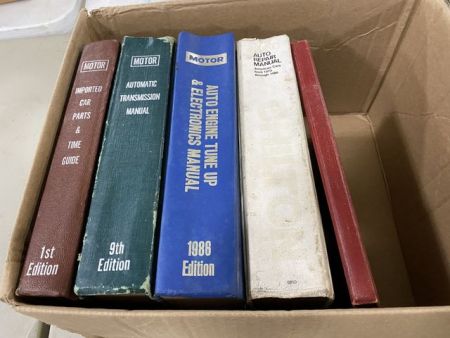 MOTOR
IMPORTED
CAR
PARTS
&
TIME
GUIDE
1st
Edition
MOTOR
AUTOMATIC
TRANSMISSION
MANUAL
9th
Edition
MOTOR
AUTO ENGINE TUNE UP
& ELECTRONICS MANUAL
1988
Edition
AUTO
REPAIR
MANUAL